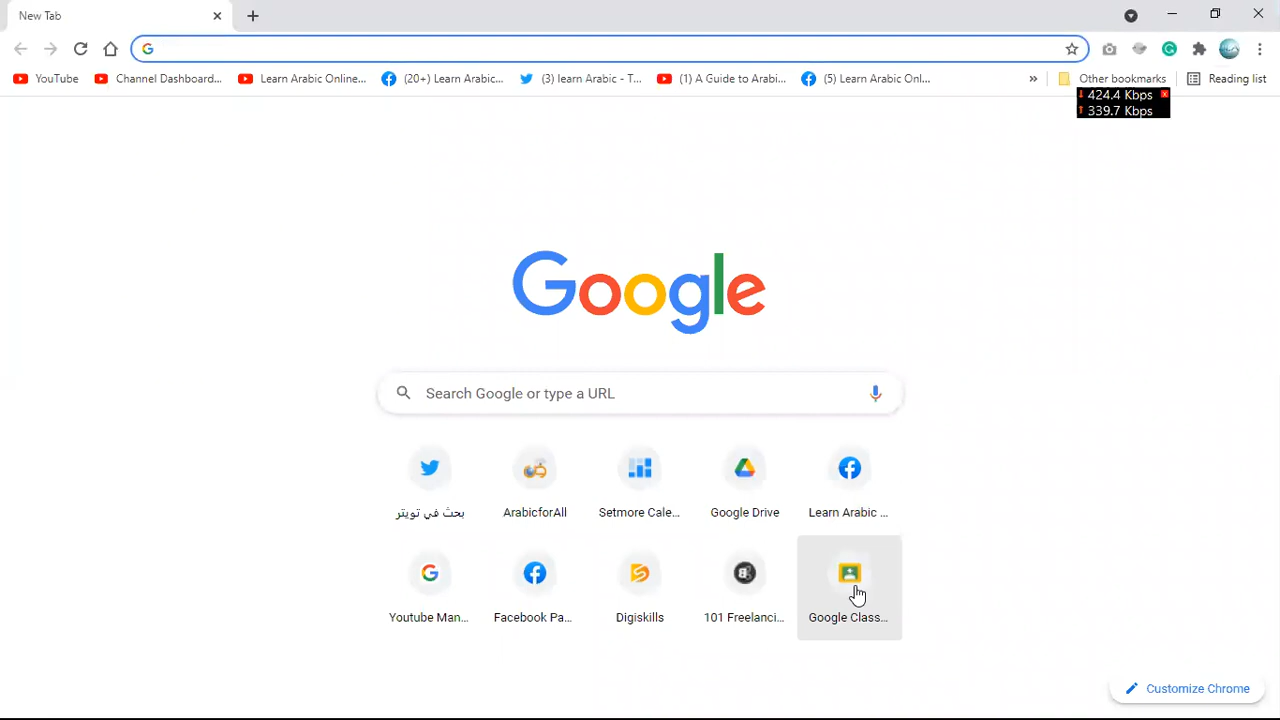 New Tab
YouTube
Channel Dashboard...
Learn Arabic Online...
(20+) Learn Arabic...
(3) learn Arabic - T...
(1) A Guide to Arabi...
(5) Learn Arabic Onl...
»
Other bookmarks
Reading list
424.4 Kbps
339.7 Kbps
Google
Search Google or type a URL
بحث في تويتر
ArabicforAll
Setmore Cale...
Google Drive
Learn Arabic ...
Youtube Man...
Facebook Pa...
Digiskills
101 Freelanci...
Google Class...
Customize Chrome